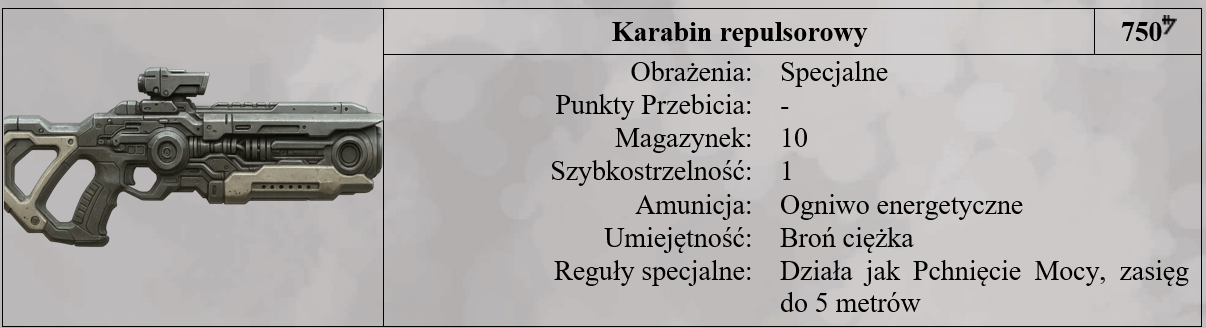 Karabin repulsorowy 750
Obrażenia: Specjalne
Punkty Przebicia: -
Magazynek: 10
Szybkostrzelność: 1
Amunicja: Ogniwo energetyczne
Umiejętność: Broń ciężka
Reguły specjalne: Działa jak Pchnięcie Mocy, zasięg
do 5 metrów